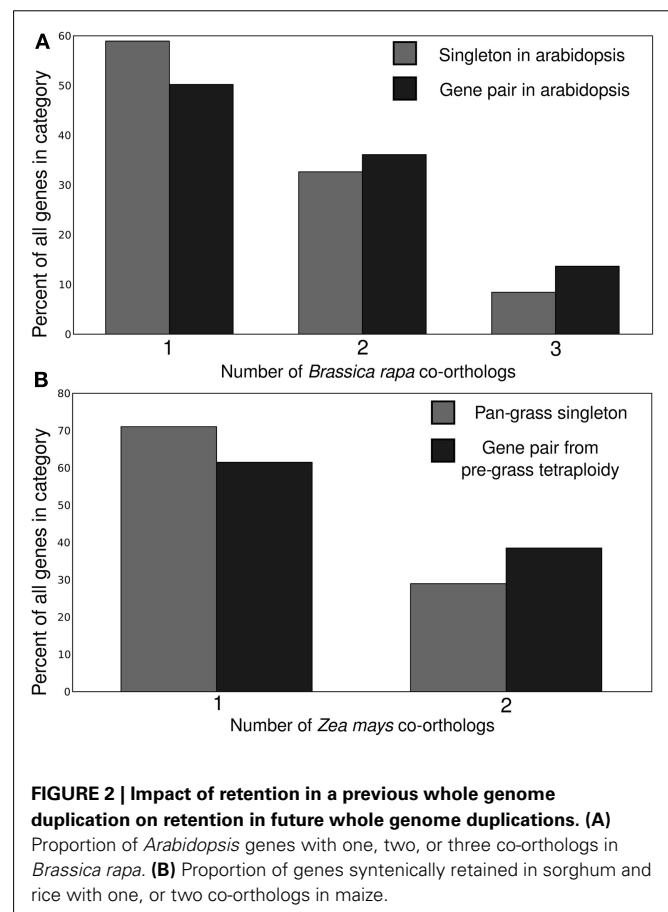 A
60
50
40
30
20
10
0
Percent of all genes in category
Singleton in arabidopsis
Gene pair in arabidopsis
1 2 3
Number of Brassica rapa co-orthologs
B
80
70
60
50
40
30
20
10
0
Percent of all genes in category
Pan-grass singleton
Gene pair from
pre-grass tetraploidy
1 2
Number of Zea mays co-orthologs
FIGURE 2 | Impact of retention in a previous whole genome
duplication on retention in future whole genome duplications. (A)
Proportion of Arabidopsis genes with one, two, or three co-orthologs in
Brassica rapa. (B) Proportion of genes syntenically retained in sorghum and
rice with one, or two co-orthologs in maize.